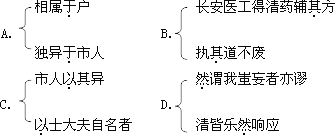 相属于户
A.
独异于市人
长安医工得清药辅其方
B.
执其道不废
市人以其异
C.
以士大夫自名者
然谓我蚩妄者亦谬
D.
清皆乐然响应